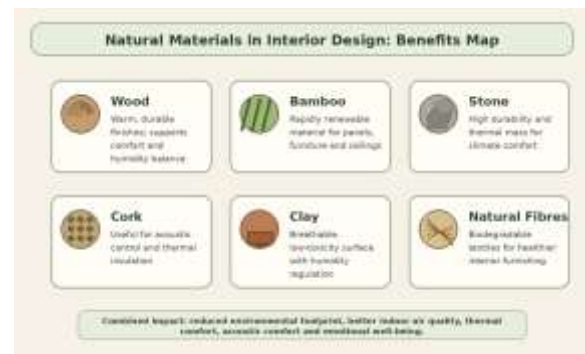 Natural Materials in Interior Design: Benefits Map
Wood
Warm, durable
finishes; supports
comfort and
humidity balance
Bamboo
Rapidly renewable
material for panels,
furniture and ceilings
Stone
High durability and
thermal mass for
climate comfort
Cork
Useful for acoustic
control and thermal
insulation
Clay
Breathable
low-toxicity surface
with humidity
regulation
Natural Fibres
Biodegradable
textiles for healthier
interior furnishing
Combined Impact: reduced environmental footprint, better indoor air quality, thermal
comfort, acoustic comfort and emotional well-being.